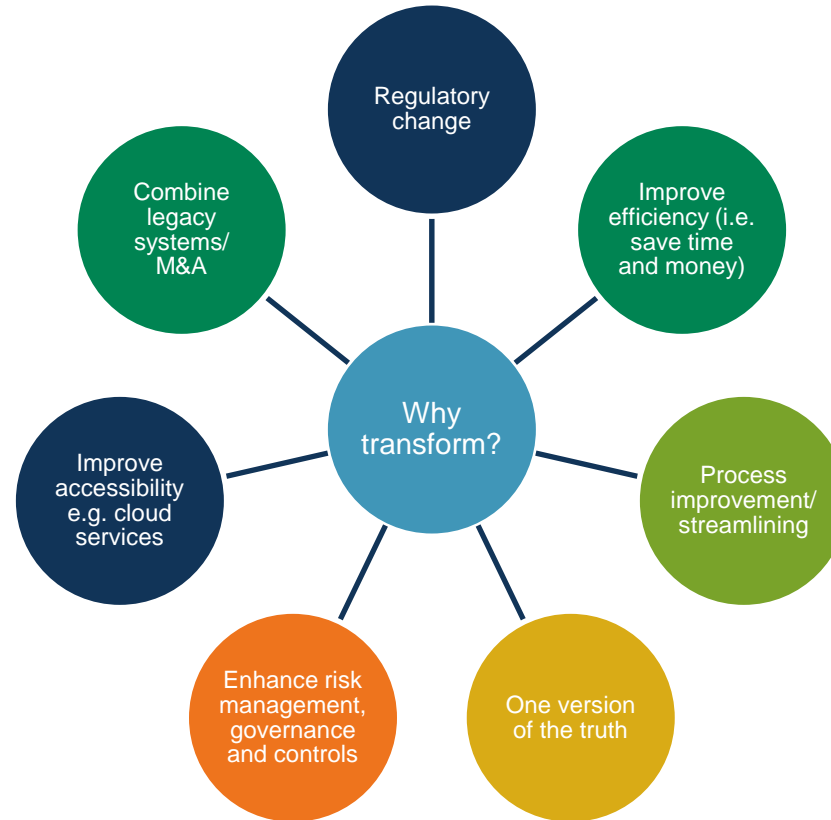 Regulatory
change
Improve
efficiency (i.e.
save time
and money)
Process
improvement/
streamlining
One version
of the truth
Enhance risk
management,
governance
and controls
Improve
accessibility
e.g. cloud
services
Combine
legacy
systems/
M&A
Why
transform?